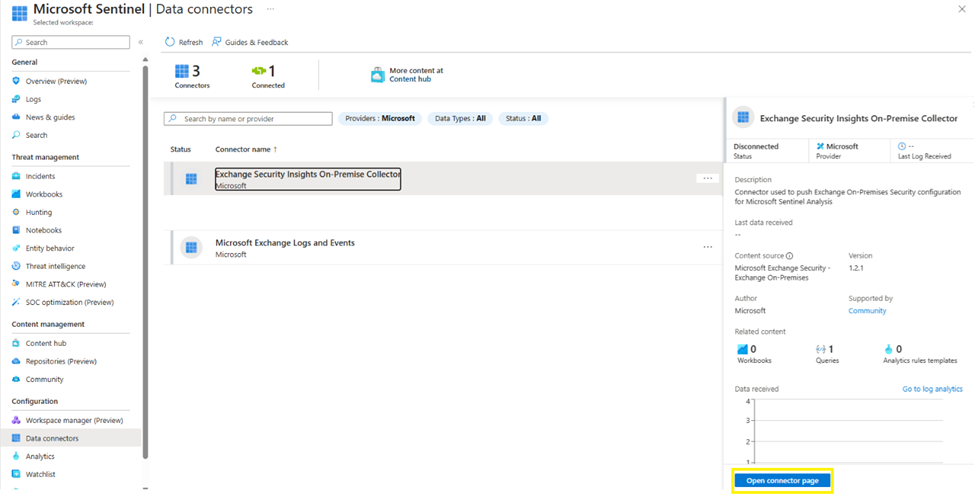 Microsoft Sentinel | Data connectors ...
Selected workspace:
Search
«
General
Overview (Preview)
Logs
News & guides
Search
Threat management
Incidents
Workbooks
Hunting
Notebooks
Entity behavior
Threat intelligence
MITRE ATT&CK (Preview)
SOC optimization (Preview)
Content management
Content hub
Repositories (Preview)
Community
Configuration
Workspace manager (Preview)
Data connectors
Analytics
Watchlist
Refresh
Guides & Feedback
3
Connectors
1
Connected
More content at
Content hub
Search by name or provider
Providers : Microsoft
Data Types : All
Status : All
Status
Connector name ↑
Exchange Security Insights On-Premise Collector
Microsoft
...
Microsoft Exchange Logs and Events
Microsoft
...
Exchange Security Insights On-Premise Collector
Disconnected
Status
Microsoft
Provider
--
Last Log Received
Description
Connector used to push Exchange On-Premises Security configuration
for Microsoft Sentinel Analysis
Last data received
--
Content source
Microsoft Exchange Security -
Exchange On-Premises
Version
1.2.1
Author
Microsoft
Supported by
Community
Related content
0
Workbooks
1
Queries
0
Analytics rules templates
Data received
Go to log analytics
4
3
2
1
Open connector page